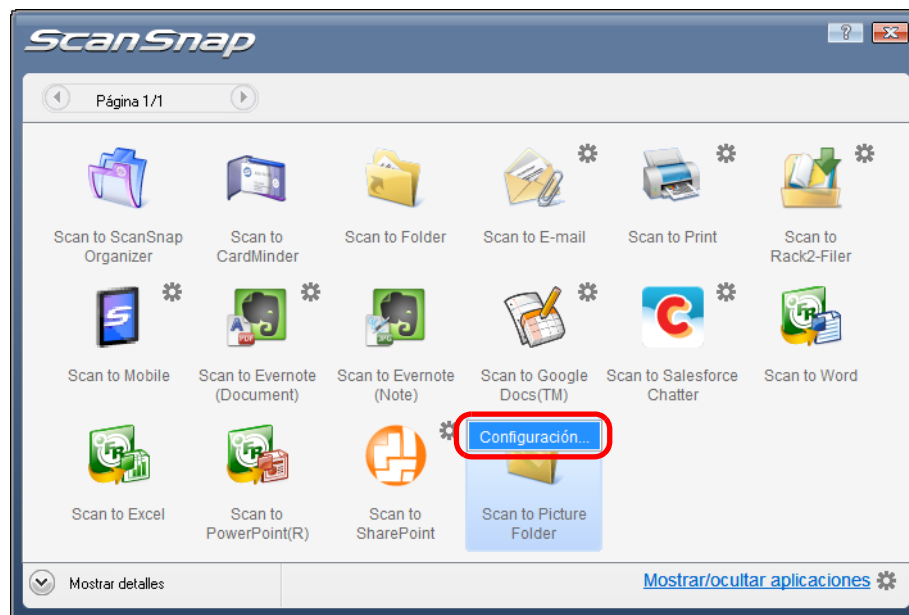 ScanSnap
?
Página 1/1
Scan to ScanSnap
Organizer
Scan to
CardMinder
Scan to Folder
Scan to E-mail
Scan to Print
Scan to
Rack2-Filer
Scan to Mobile
Scan to Evernote
(Document)
Scan to Evernote
(Note)
Scan to Google
Docs(TM)
Scan to Salesforce
Chatter
Scan to Word
Scan to Excel
Scan to
PowerPoint(R)
Scan to
SharePoint
Configuración...
Scan to Picture
Folder
Mostrar detalles
Mostrar/ocultar aplicaciones